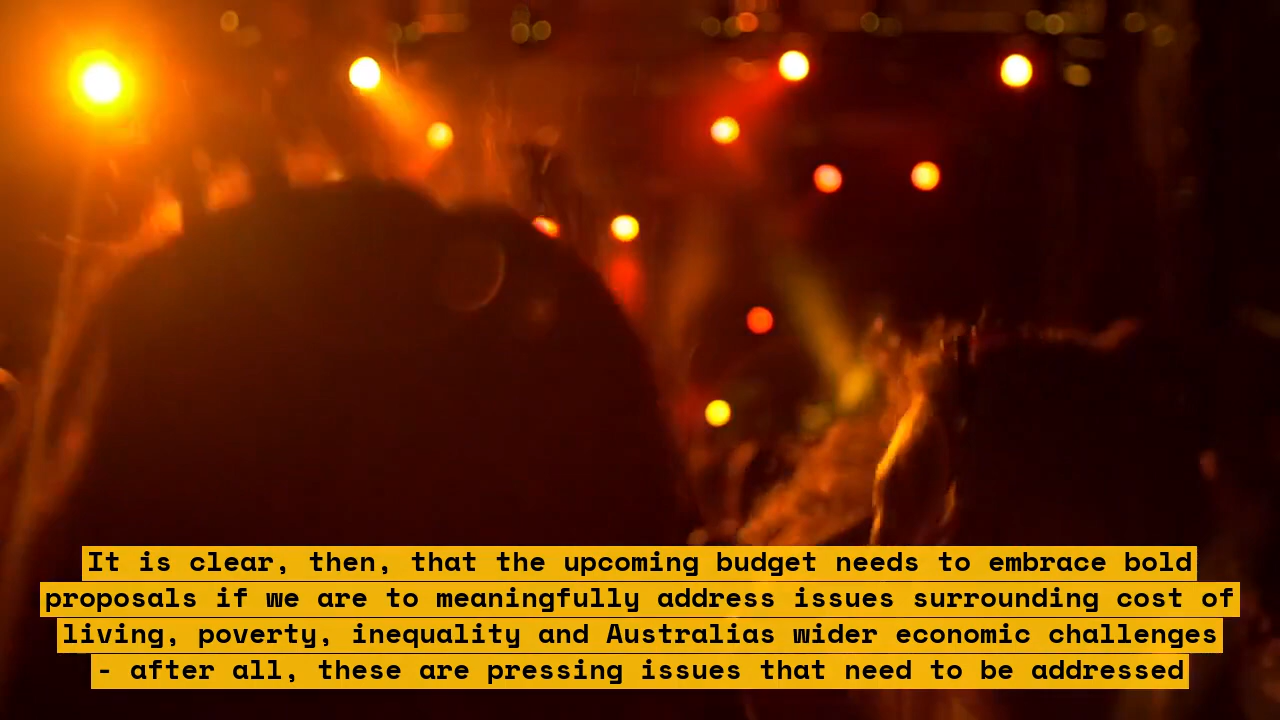 It is clear, then, that the upcoming budget needs to embrace bold
proposals if we are to meaningfully address issues surrounding cost of
living, poverty, inequality and Australias wider economic challenges
- after all, these are pressing issues that need to be addressed